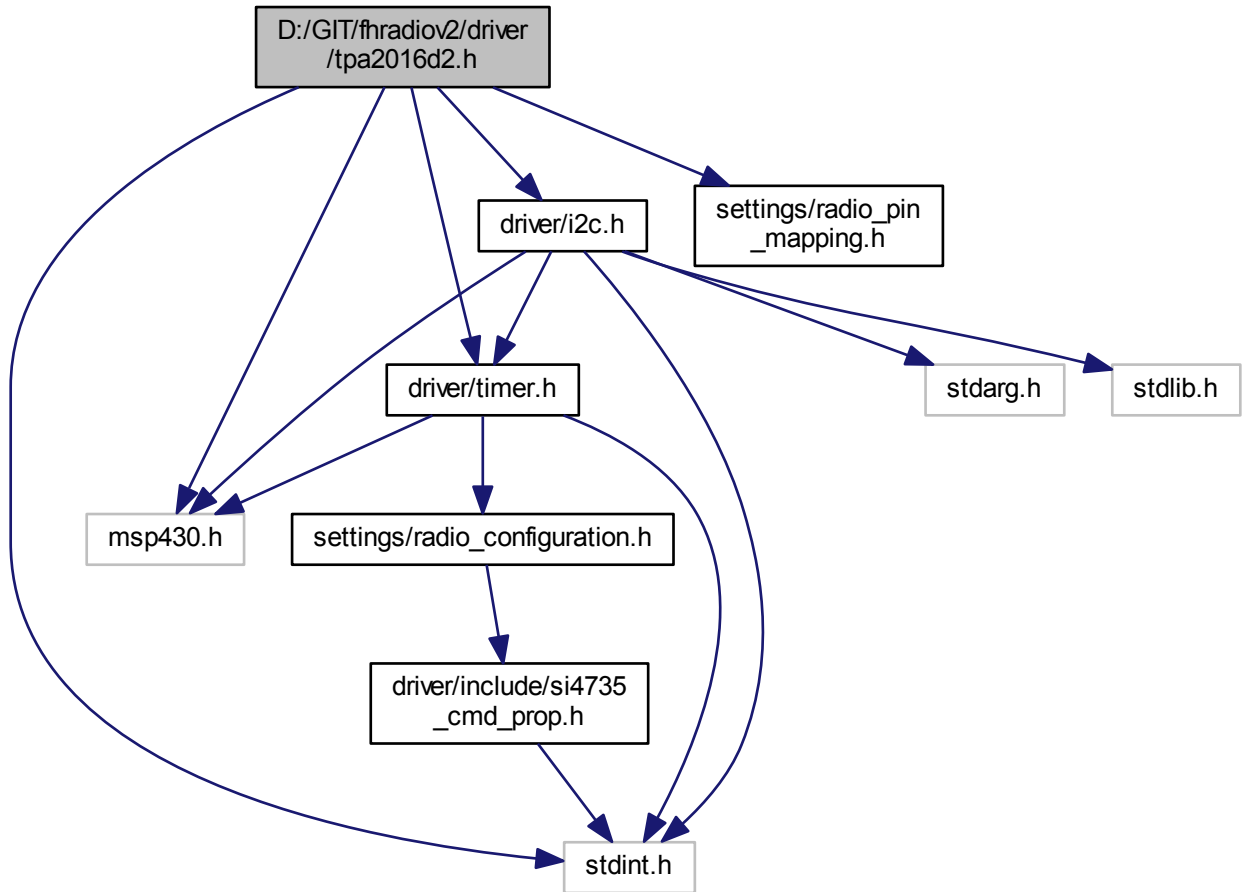 D:/GIT/fhradiov2/driver
/tpa2016d2.h
settings/radio_pin
_mapping.h
driver/i2c.h
driver/timer.h
stdarg.h
stdlib.h
msp430.h
settings/radio_configuration.h
driver/include/si4735
_cmd_prop.h
stdint.h